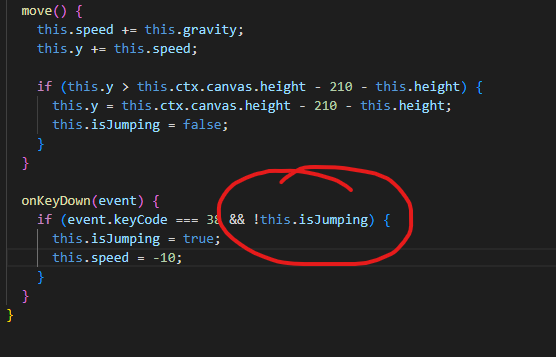 move() {
this.speed += this.gravity;
this.y += this.speed;
if (this.y > this.ctx.canvas.height - 210 - this.height) {
this.y = this.ctx.canvas.height - 210 - this.height;
this.isJumping = false;
}
}
onKeyDown(event) {
if (event.keyCode === 38 && !this.isJumping) {
this.isJumping = true;
this.speed = -10;
}
}
}